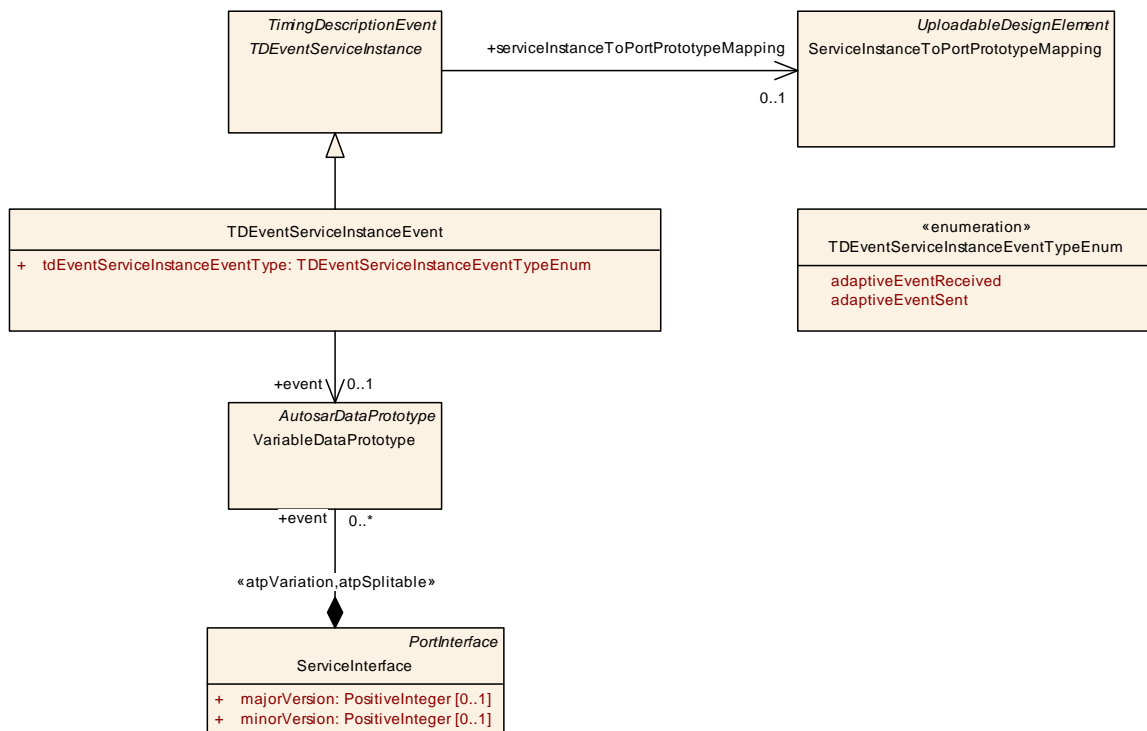 TimingDescriptionEvent
TDEventServiceInstance
+serviceInstanceToPortPrototypeMapping
0..1
UploadableDesignElement
ServiceInstanceToPortPrototypeMapping
TDEventServiceInstanceEvent
+ tdEventServiceInstanceEventType: TDEventServiceInstanceEventTypeEnum
«enumeration»
TDEventServiceInstanceEventTypeEnum
adaptiveEventReceived
adaptiveEventSent
+event 0..1
AutosarDataPrototype
VariableDataPrototype
+event 0..*
«atpVariation,atpSplitable»
PortInterface
ServiceInterface
+ majorVersion: PositiveInteger [0..1]
+ minorVersion: PositiveInteger [0..1]